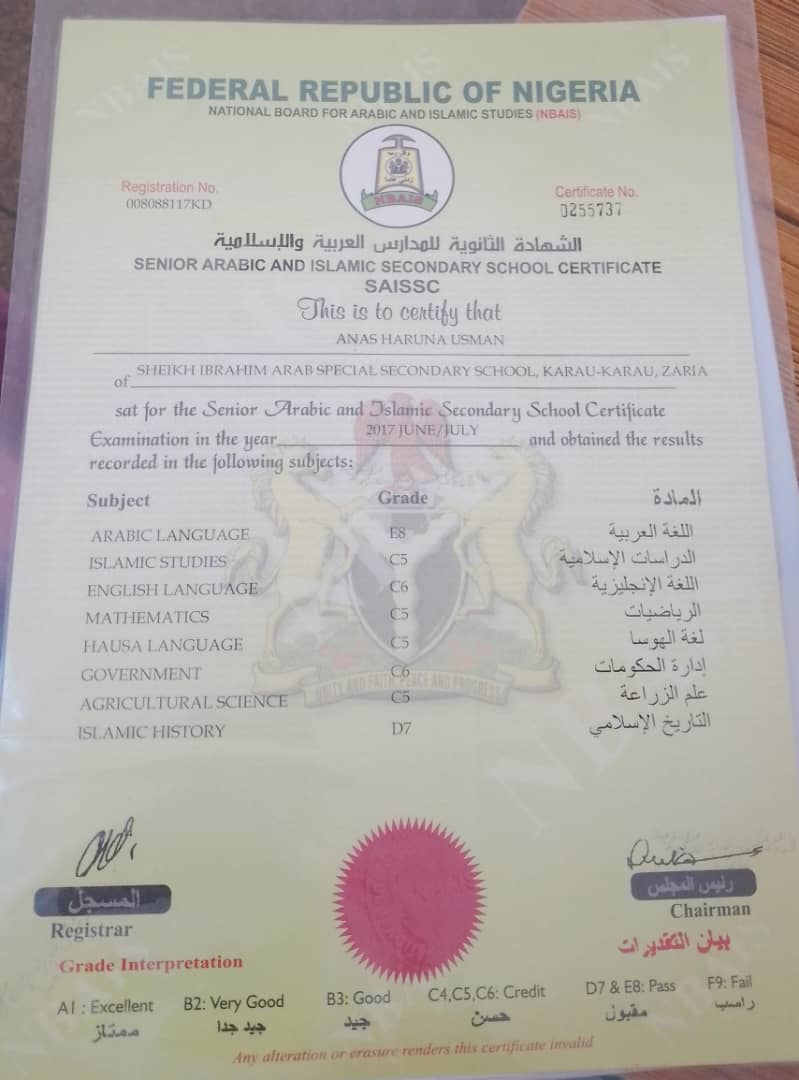 FEDERAL REPUBLIC OF NIGERIA
NATIONAL BOARD FOR ARABIC AND ISLAMIC STUDIES (NBAIS)
NBAIS
Registration No.
008088117KD
Certificate No.
0255737
الشهادة الثانوية للمدارس العربية والإسلامية
SENIOR ARABIC AND ISLAMIC SECONDARY SCHOOL CERTIFICATE
SAISSC
This is to certify that
ANAS HARUNA USMAN
of SHEIKH IBRAHIM ARAB SPECIAL SECONDARY SCHOOL, KARAU-KARAU, ZARIA
sat for the Senior Arabic and Islamic Secondary School Certificate
Examination in the year 2017 JUNE/JULY and obtained the results
recorded in the following subjects:
Subject Grade المادة
ARABIC LANGUAGE E8 اللغة العربية
ISLAMIC STUDIES C5 الدراسات الإسلامية
ENGLISH LANGUAGE C6 اللغة الإنجليزية
MATHEMATICS C5 الرياضيات
HAUSA LANGUAGE C5 لغة الهوسا
GOVERNMENT C6 إدارة الحكومات
UNITY AND FAITH, PEACE AND PROGRESS
AGRICULTURAL SCIENCE C5 علم الزراعة
ISLAMIC HISTORY D7 التاريخ الإسلامي
المسجل
Registrar
رئيس المجلس
Chairman
بيان التقديرات
Grade Interpretation
A1 : Excellent B2: Very Good B3: Good C4,C5,C6: Credit D7 & E8: Pass F9: Fail
ممتاز جيد جدا جيد حسن مقبول راسب
Any alteration or erasure renders this certificate invalid